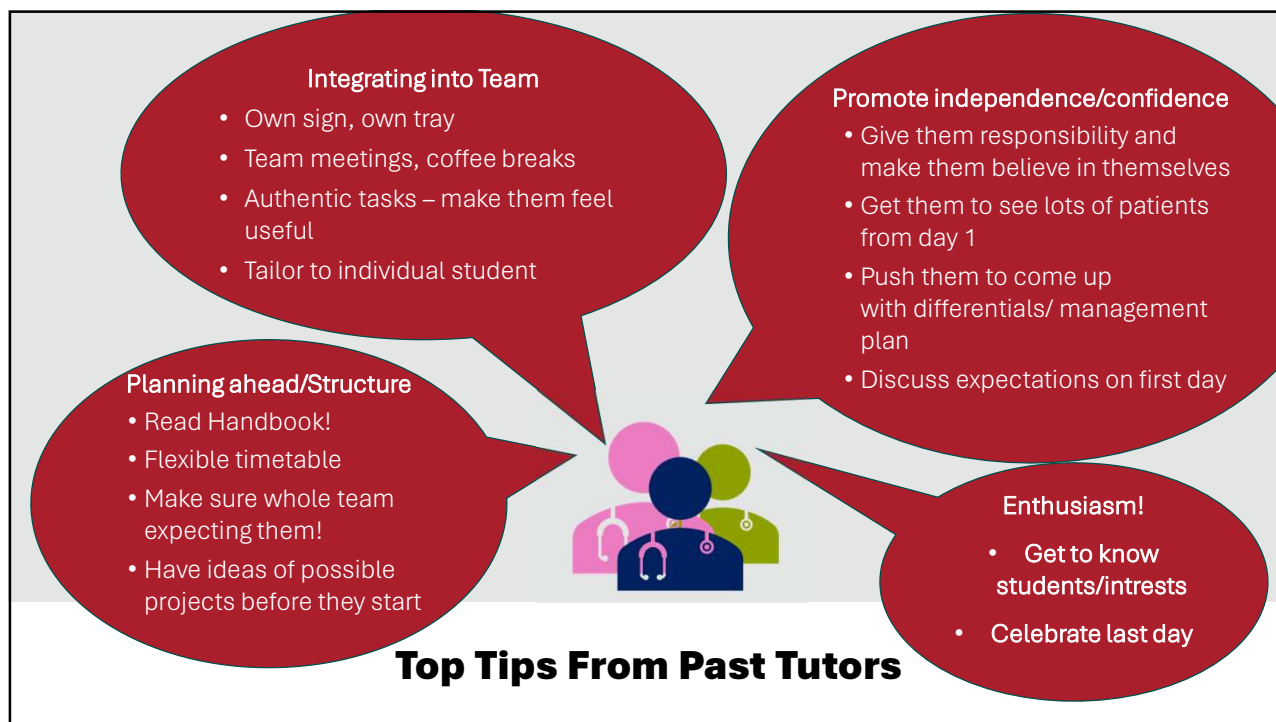 Integrating into Team
• Own sign, own tray
• Team meetings, coffee breaks
• Authentic tasks – make them feel
useful
• Tailor to individual student
Promote independence/confidence
• Give them responsibility and
make them believe in themselves
• Get them to see lots of patients
from day 1
• Push them to come up
with differentials/ management
plan
• Discuss expectations on first day
Planning ahead/Structure
• Read Handbook!
• Flexible timetable
• Make sure whole team
expecting them!
• Have ideas of possible
projects before they start
Enthusiasm!
• Get to know
students/intrests
• Celebrate last day
Top Tips From Past Tutors